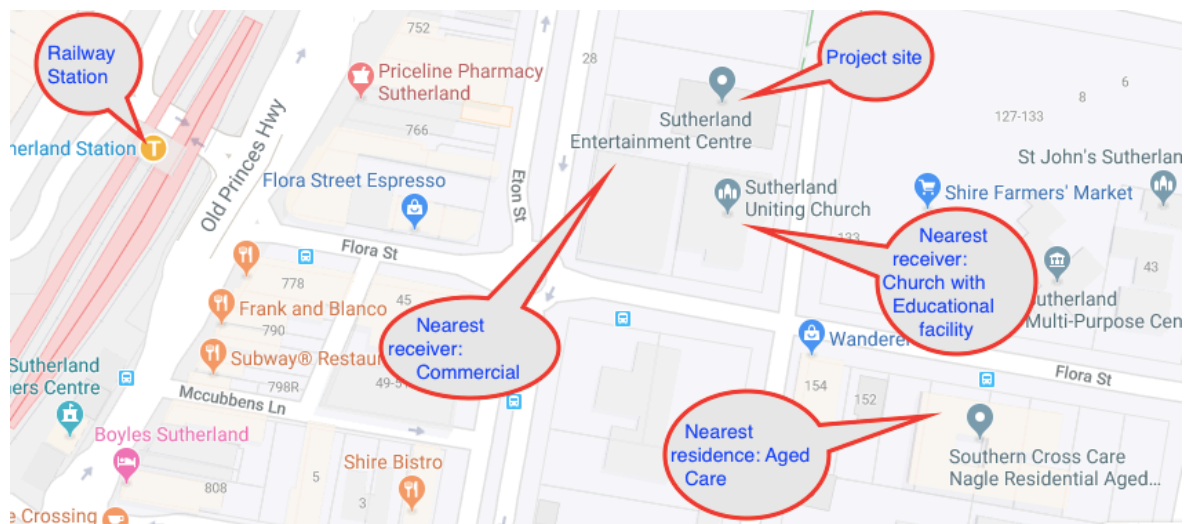 Railway
Station
752
Priceline Pharmacy
Sutherland
766
28
Project site
6
8
127-133
Sutherland
Entertainment Centre
herland Station
T
Old Princes Hwy
Flora Street Espresso
Eton St
St John's Sutherlan
Sutherland
Uniting Church
Shire Farmers' Market
133
Flora St
Nearest
receiver:
Church with
Educational
facility
43
utherland
Multi-Purpose Cen
778
Frank and Blanco
45
790
Subway® Restau
Nearest
receiver:
Commercial
798R
Wanderer
Flora St
Sutherland
ners Centre
Mccubbens Ln
154
152
Nearest
residence: Aged
Care
Boyles Sutherland
Southern Cross Care
Nagle Residential Aged...
Shire Bistro
808
5
3
e Crossing